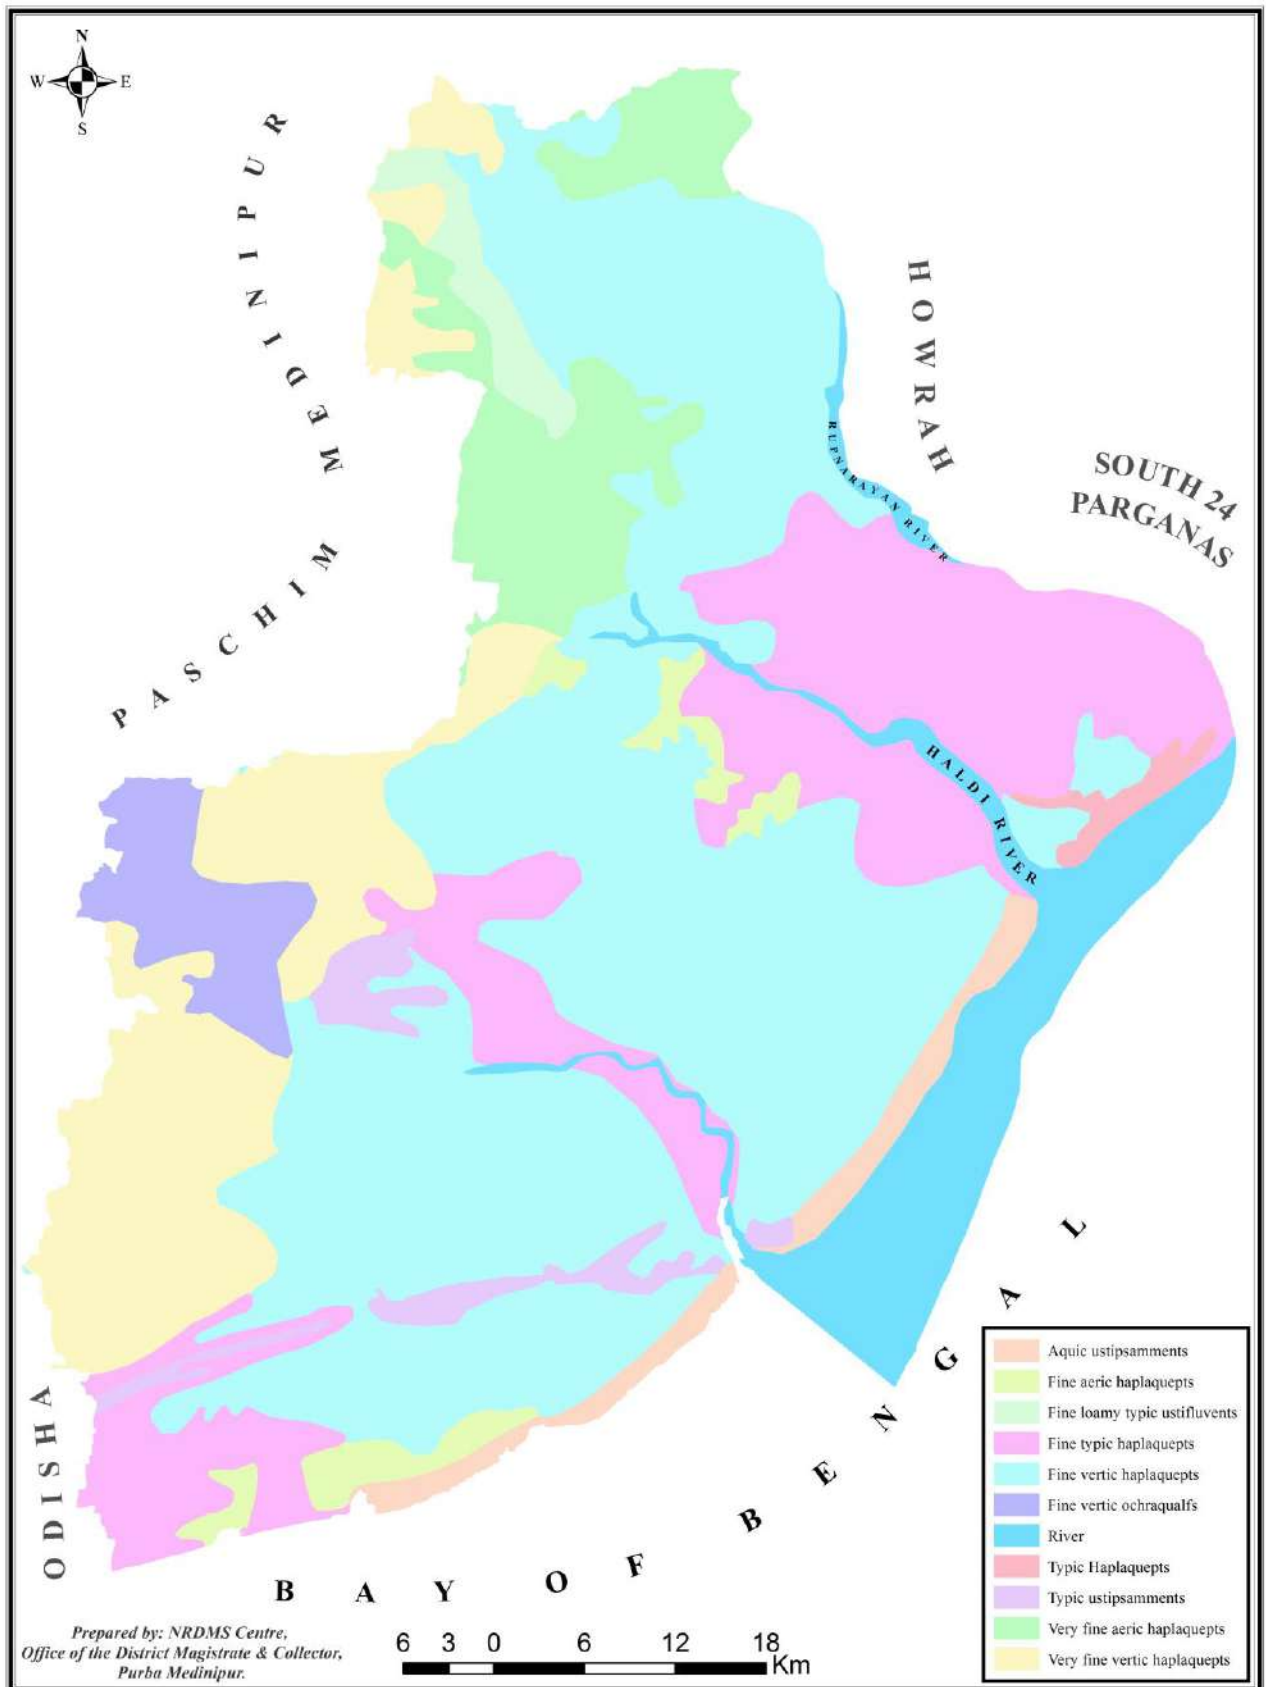 N
W E
S
PASCHIM MEDINIPUR
HOWRAH
SOUTH 24
PARGANAS
RUPNARAYAN RIVER
HALDI RIVER
ODISHA
BAY OF BENGAL
Aquic ustipsamments
Fine aeric haplaquepts
Fine loamy typic ustifluvents
Fine typic haplaquepts
Fine vertic haplaquepts
Fine vertic ochraqualfs
River
Typic Haplaquepts
Typic ustipsamments
Very fine aeric haplaquepts
Very fine vertic haplaquepts
Prepared by: NRDMS Centre,
Office of the District Magistrate & Collector,
Purba Medinipur.
6 3 0 6 12 18
Km